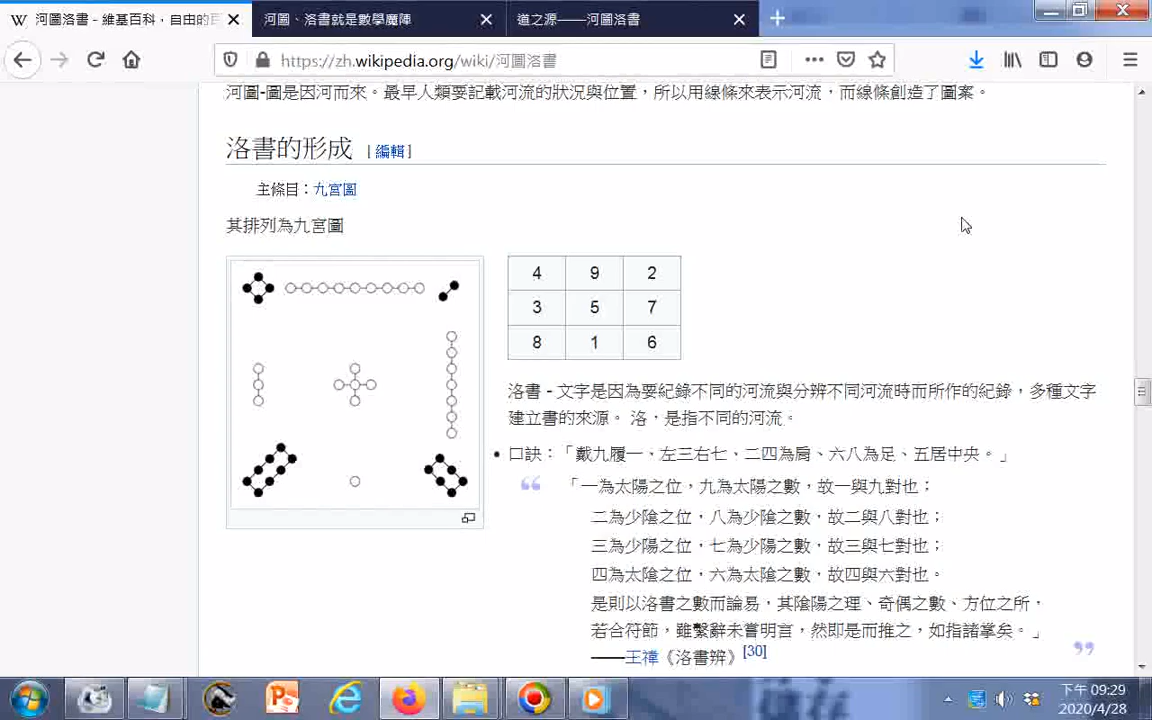 河圖洛書 - 維基百科，自由的百
河圖、洛書就是數學魔陣
道之源——河圖洛書
https://zh.wikipedia.org/wiki/河圖洛書
河圖-圖是因河而來。最早人類要記載河流的狀況與位置，所以用線條來表示河流，而線條創造了圖案。
洛書的形成 [編輯]
主條目：九宮圖
其排列為九宮圖
4 9 2
3 5 7
8 1 6
洛書 - 文字是因為要紀錄不同的河流與分辨不同河流時而所作的紀錄，多種文字
建立書的來源。 洛，是指不同的河流。
口訣：「戴九履一、左三右七、二四為肩、六八為足、五居中央。」
「一為太陽之位，九為太陽之數，故一與九對也；
二為少陰之位，八為少陰之數，故二與八對也；
三為少陽之位，七為少陽之數，故三與七對也；
四為太陰之位，六為太陰之數，故四與六對也。
是則以洛書之數而論易，其陰陽之理、奇偶之數、方位之所，
若合符節，雖繫辭未嘗明言，然即是而推之，如指諸掌矣。」
——王禕《洛書辨》[30]
下午 09:29
2020/4/28